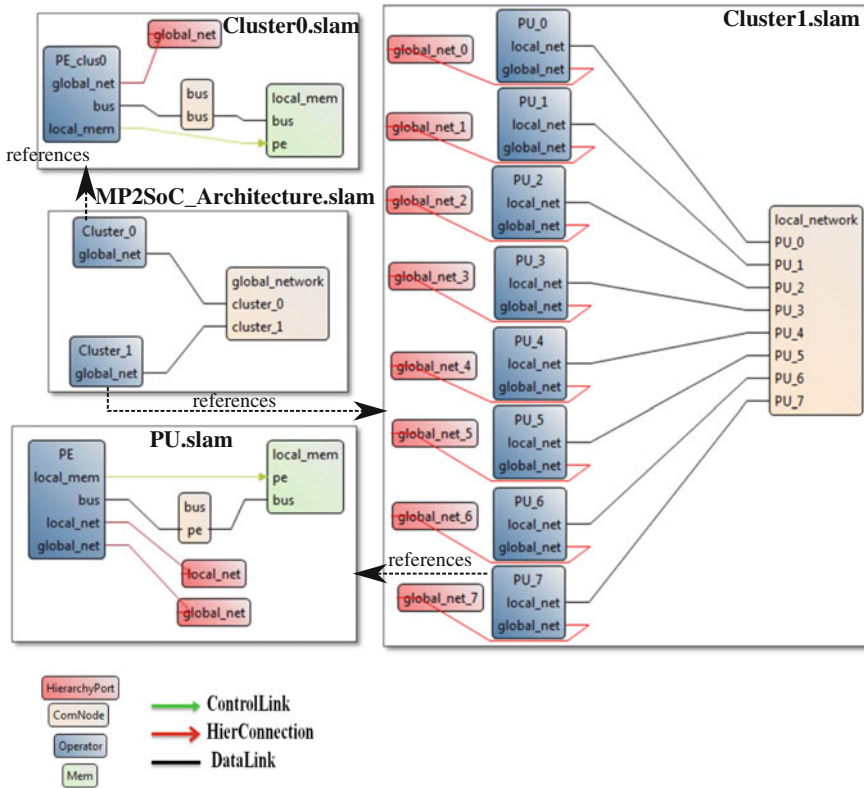 Cluster0.slam
global_net
PE_clus0
global_net
bus
local_mem
bus
bus
local_mem
bus
pe
references
MP2SoC_Architecture.slam
Cluster_0
global_net
global_network
cluster_0
cluster_1
Cluster_1
global_net
references
PU.slam
PE
local_mem
bus
local_net
global_net
bus
pe
local_mem
pe
bus
local_net
global_net
references
Cluster1.slam
global_net_0
PU_0
local_net
global_net
global_net_1
PU_1
local_net
global_net
global_net_2
PU_2
local_net
global_net
global_net_3
PU_3
local_net
global_net
global_net_4
PU_4
local_net
global_net
global_net_5
PU_5
local_net
global_net
global_net_6
PU_6
local_net
global_net
global_net_7
PU_7
local_net
global_net
local_network
PU_0
PU_1
PU_2
PU_3
PU_4
PU_5
PU_6
PU_7
HierarchyPort
ComNode
Operator
Mem
ControlLink
HierConnection
DataLink